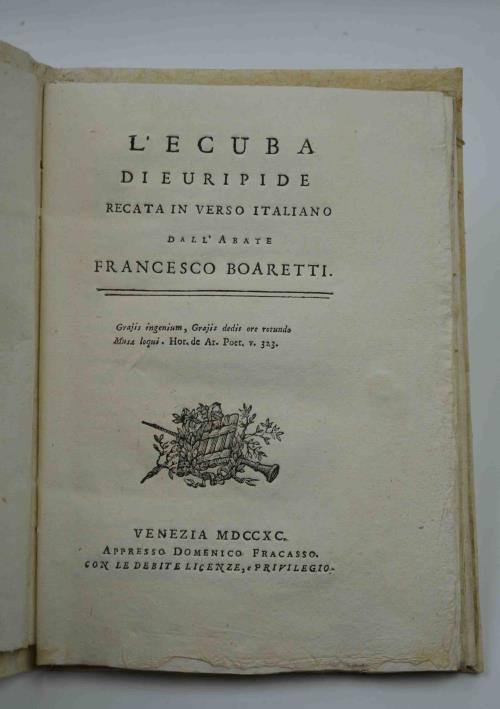 L'ECUBA
DI EURIPIDE
RECATA IN VERSO ITALIANO
DALL'ABATE
FRANCESCO BOARETTI.
Grajis ingenium, Grajis dedit ore rotundo
Musa loqui. Hor. de Ar. Poet. v. 323.
VENEZIA MDCCXC.
APPRESSO DOMENICO FRACASSO.
CON LE DEBITE LICENZE, e PRIVILEGIO.